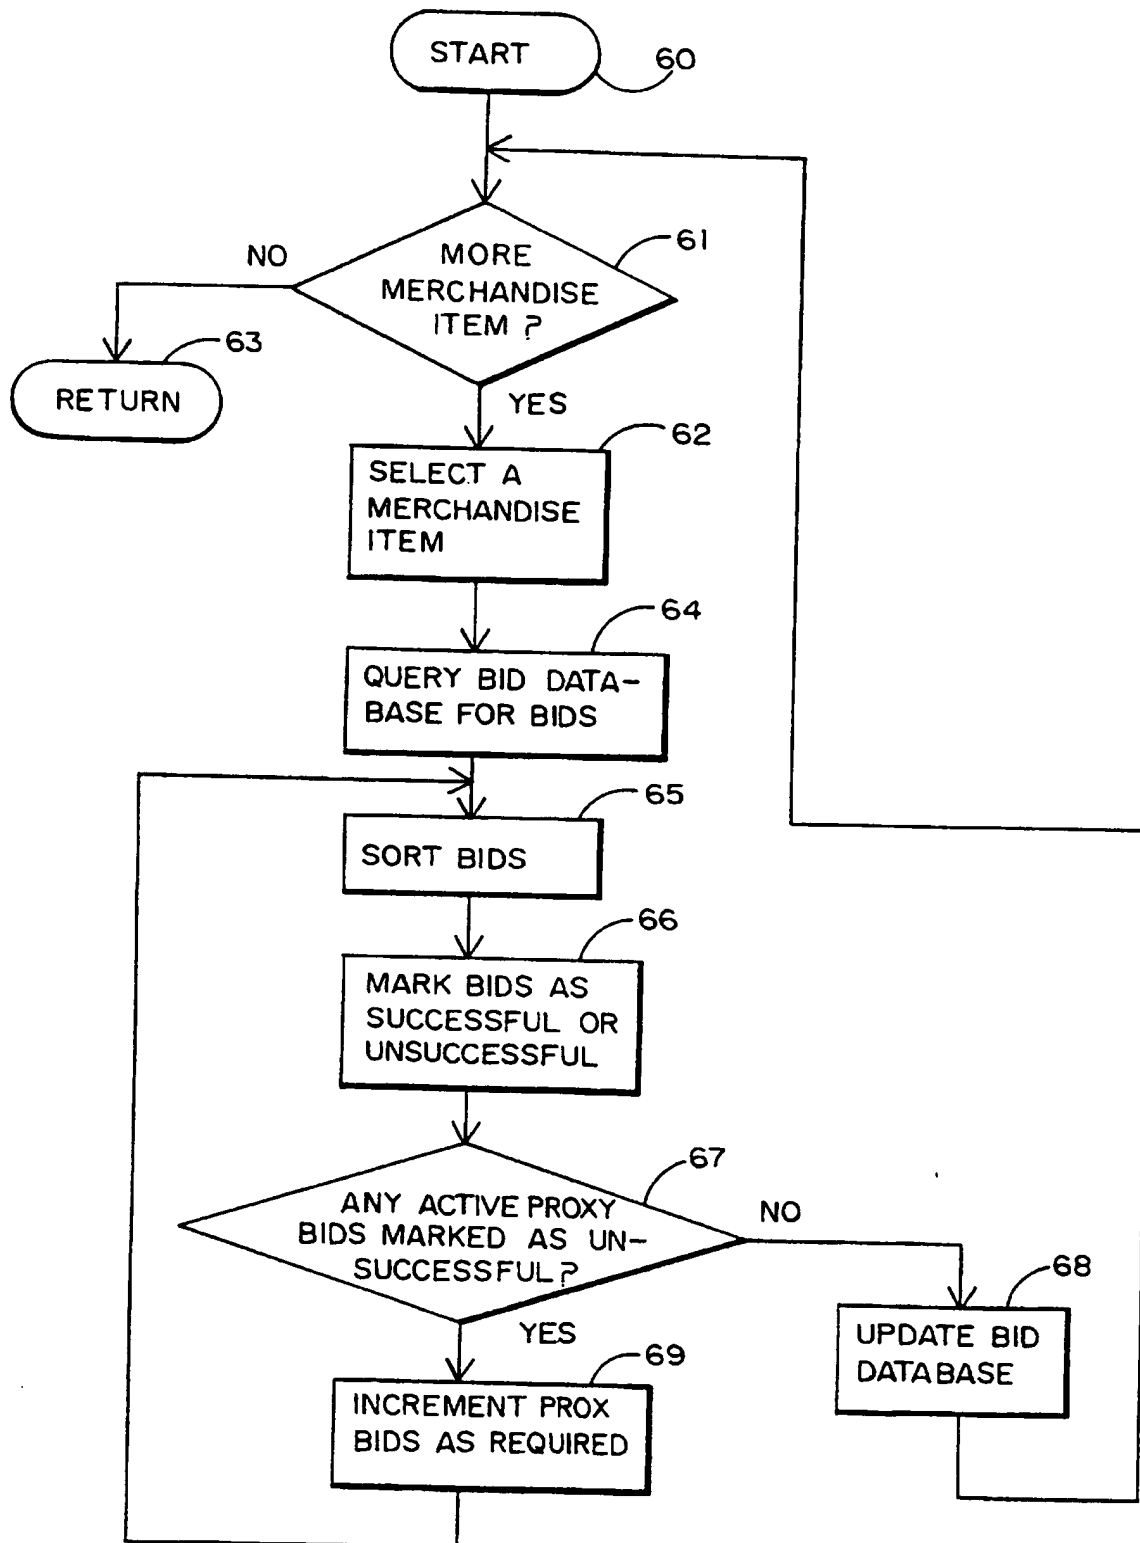 START
60
MORE
MERCHANDISE
ITEM ?
61
NO
63
RETURN
YES
62
SELECT A
MERCHANDISE
ITEM
64
QUERY BID DATA-
BASE FOR BIDS
65
SORT BIDS
66
MARK BIDS AS
SUCCESSFUL OR
UNSUCCESSFUL
67
ANY ACTIVE PROXY
BIDS MARKED AS UN-
SUCCESSFUL?
NO
68
UPDATE BID
DATABASE
YES
69
INCREMENT PROX
BIDS AS REQUIRED